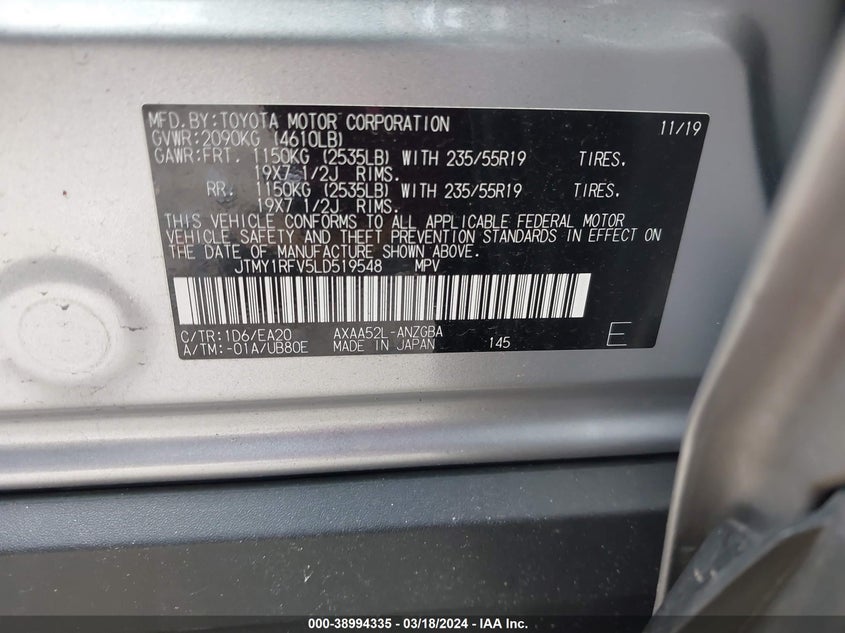 MFD.BY:TOYOTA MOTOR CORPORATION 11/19
GVWR:2090KG (4610LB)
GAWR:FRT. 1150KG (2535LB) WITH 235/55R19 TIRES.
19X7 1/2J RIMS.
RR. 1150KG (2535LB) WITH 235/55R19 TIRES.
19X7 1/2J RIMS.
THIS VEHICLE CONFORMS TO ALL APPLICABLE FEDERAL MOTOR
VEHICLE SAFETY AND THEFT PREVENTION STANDARDS IN EFFECT ON
THE DATE OF MANUFACTURE SHOWN ABOVE.
JTMY1RFV5LD519548 MPV
C/TR:1D6/EA20 AXAA52L-ANZGBA
A/TM:-01A/UB80E MADE IN JAPAN 145 E
000-38994335 - 03/18/2024 - IAA Inc.